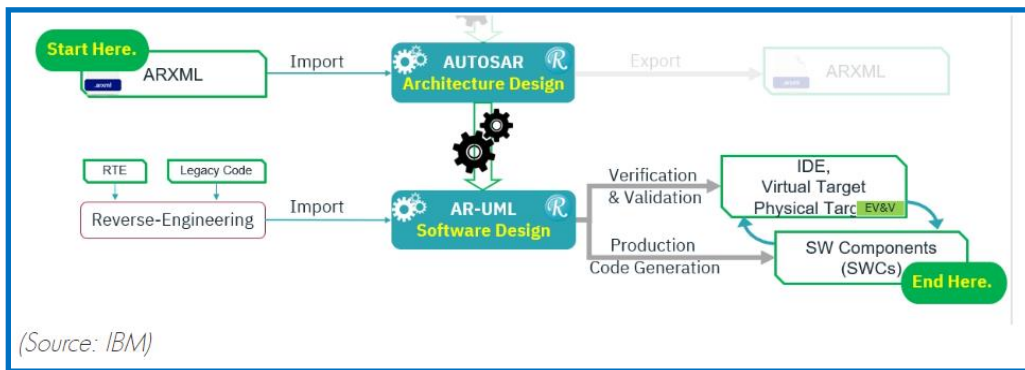 Start Here.
ARXML
.arxml
Import
AUTOSAR
Architecture Design
R
Export
ARXML
.arxml
RTE
Legacy Code
Reverse-Engineering
Import
AR-UML
Software Design
R
Verification
& Validation
Production
Code Generation
IDE,
Virtual Target
Physical Targ
EV&V
SW Components
(SWCs)
End Here.
(Source: IBM)